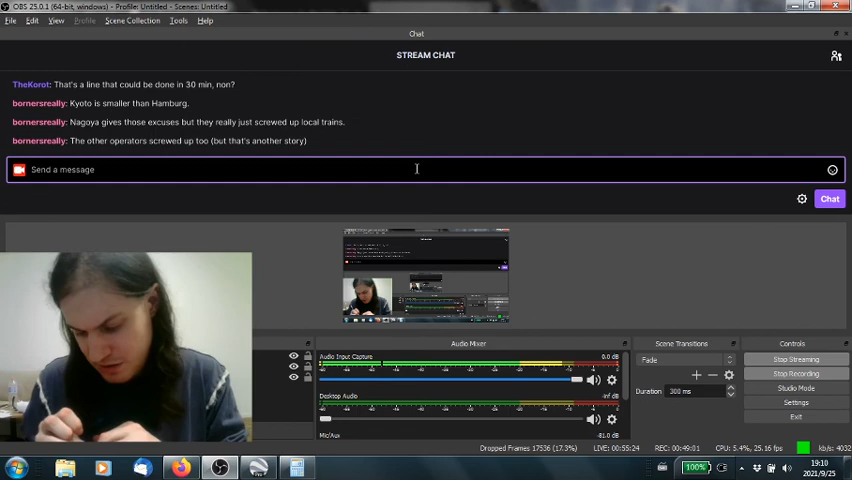 OBS 25.0.1 (64-bit, windows) - Profile: Untitled - Scenes: Untitled
File Edit View Profile Scene Collection Tools Help
Chat
STREAM CHAT
TheKorot: That's a line that could be done in 30 min, non?
bornersreally: Kyoto is smaller than Hamburg.
bornersreally: Nagoya gives those excuses but they really just screwed up local trains.
bornersreally: The other operators screwed up too (but that's another story)
Send a message
Chat
Audio Mixer
Scene Transitions
Controls
Audio Input Capture 0.0 dB
Fade
Stop Streaming
Stop Recording
Duration 300 ms
Studio Mode
Desktop Audio -inf dB
Settings
Exit
Mic/Aux -81.0 dB
Dropped Frames 17536 (17.3%) LIVE: 00:55:24 REC: 00:49:01 CPU: 5.4%, 25.16 fps kb/s: 4032
100%
19:10
2021/9/25